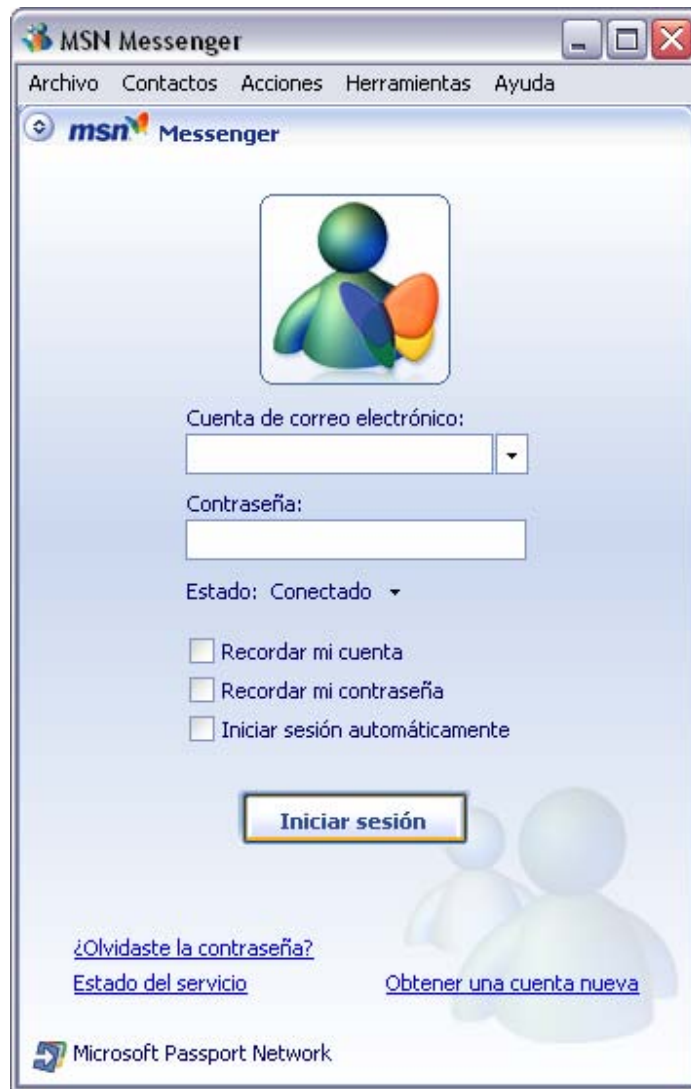 MSN Messenger
Archivo Contactos Acciones Herramientas Ayuda
msn Messenger
Cuenta de correo electrónico:
Contraseña:
Estado: Conectado
Recordar mi cuenta
Recordar mi contraseña
Iniciar sesión automáticamente
Iniciar sesión
¿Olvidaste la contraseña?
Estado del servicio Obtener una cuenta nueva
Microsoft Passport Network